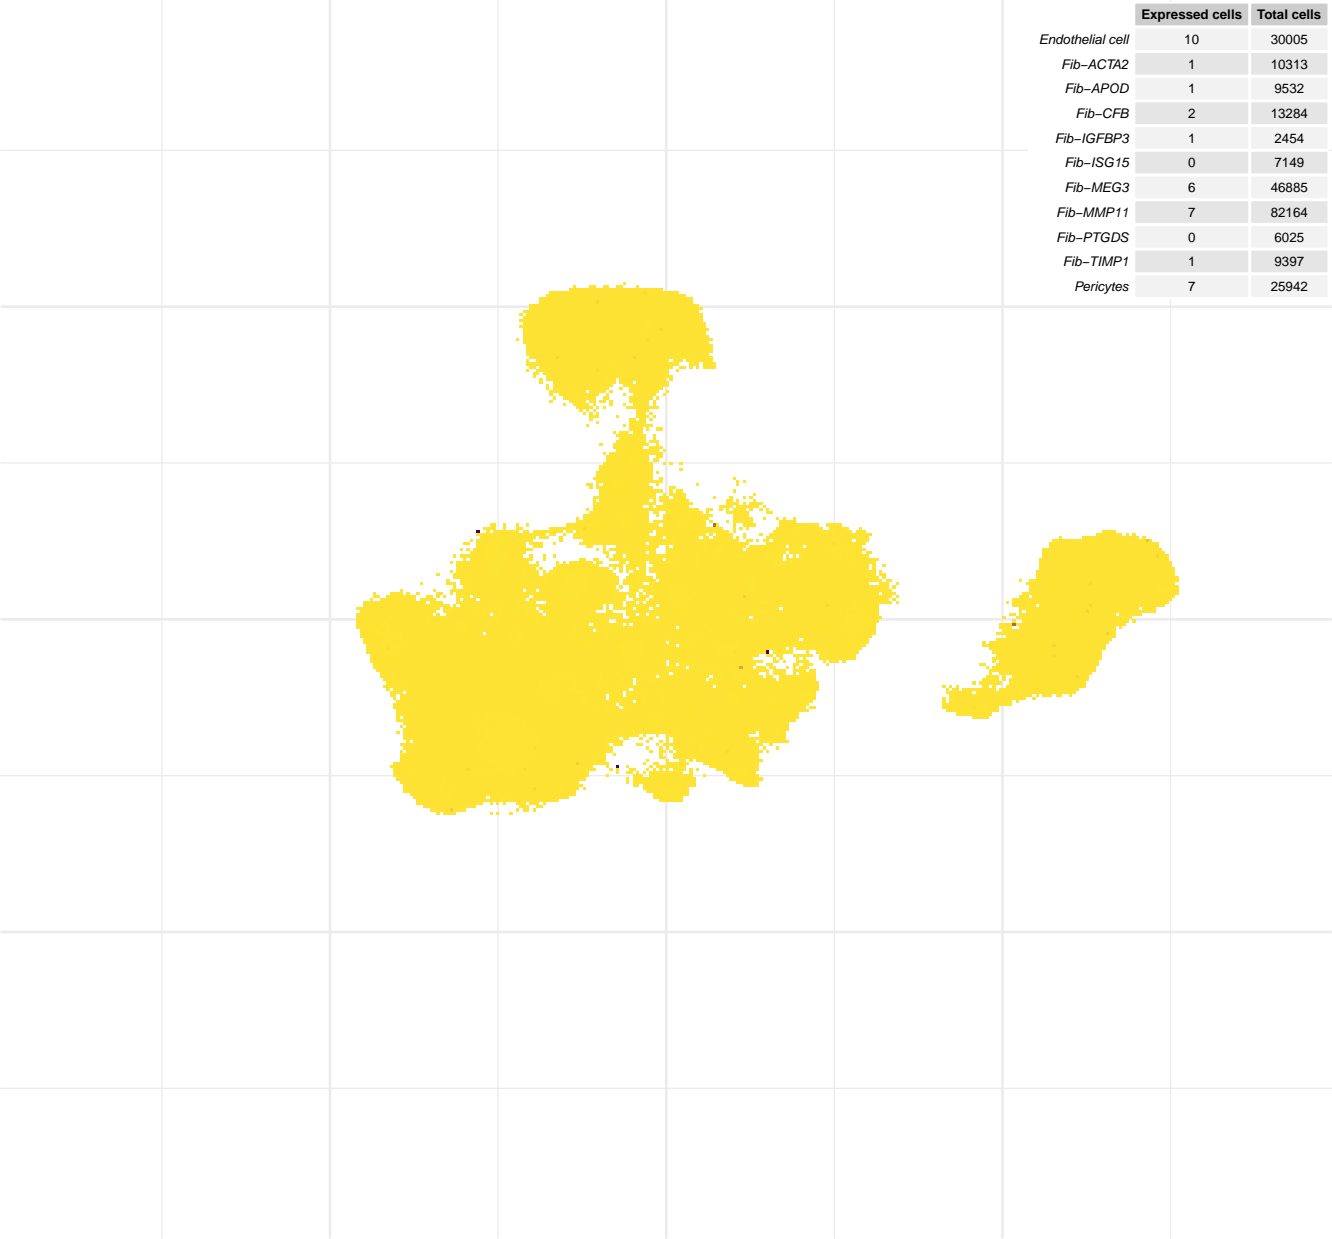 Expressed cells Total cells
Endothelial cell 10 30005
Fib−ACTA2 1 10313
Fib−APOD 1 9532
Fib−CFB 2 13284
Fib−IGFBP3 1 2454
Fib−ISG15 0 7149
Fib−MEG3 6 46885
Fib−MMP11 7 82164
Fib−PTGDS 0 6025
Fib−TIMP1 1 9397
Pericytes 7 25942